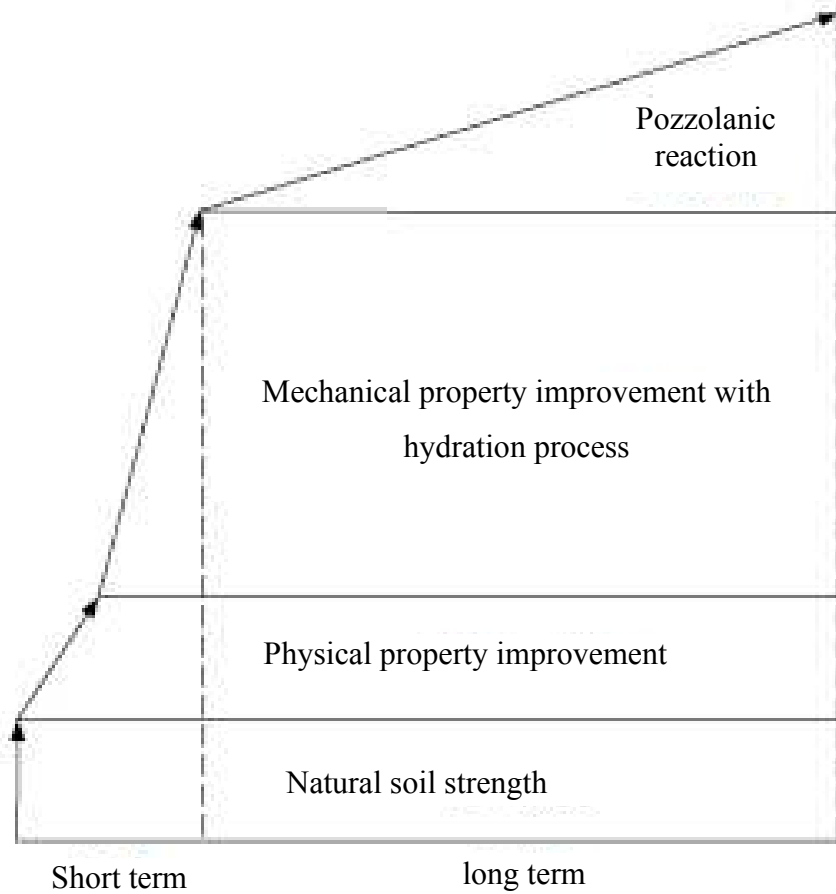 Pozzolanic
reaction
Mechanical property improvement with
hydration process
Physical property improvement
Natural soil strength
Short term
long term